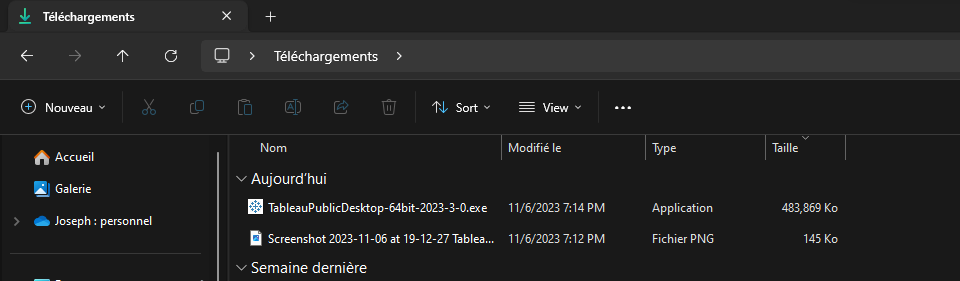 Téléchargements
Téléchargements
Nouveau Sort View
Nom Modifié le Type Taille
Accueil
Galerie
Joseph : personnel
Aujourd'hui
TableauPublicDesktop-64bit-2023-3-0.exe 11/6/2023 7:14 PM Application 483,869 Ko
Screenshot 2023-11-06 at 19-12-27 Tablea... 11/6/2023 7:12 PM Fichier PNG 145 Ko
Semaine dernière